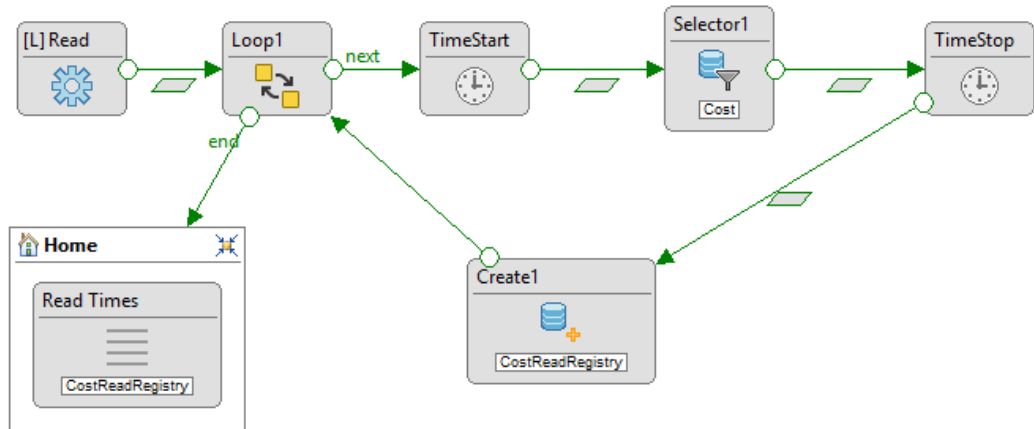 [L] Read
Loop1
next
TimeStart
Selector1
Cost
TimeStop
end
Home
Read Times
CostReadRegistry
Create1
CostReadRegistry